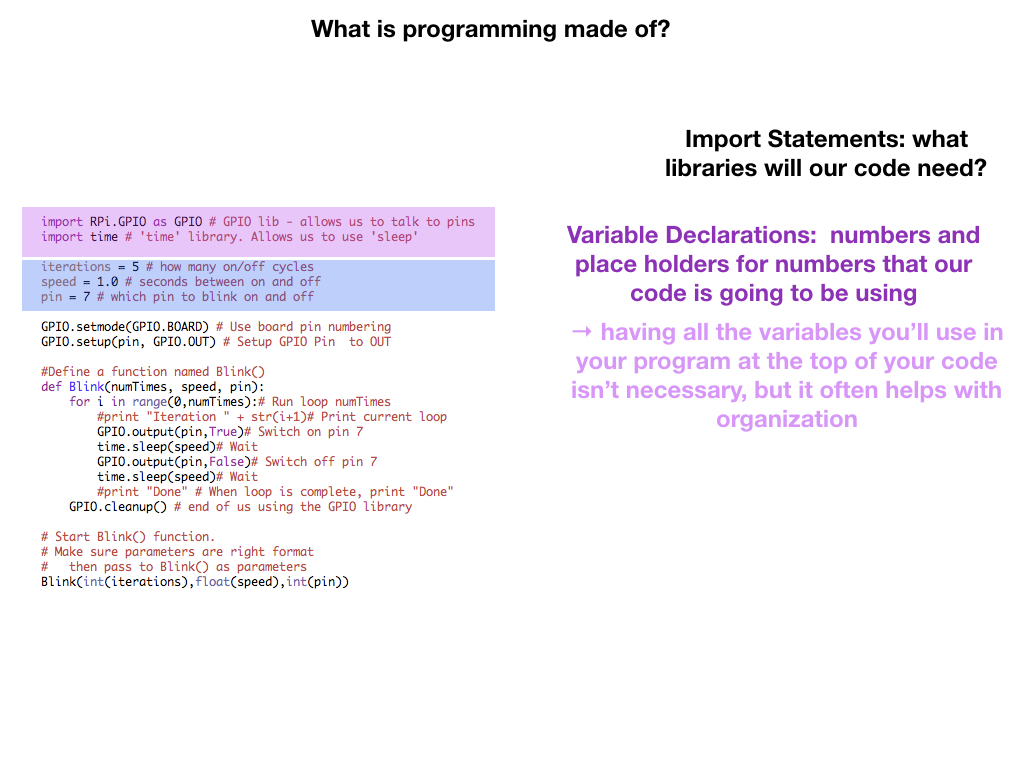 What is programming made of?
Import Statements: what
libraries will our code need?
import RPi.GPIO as GPIO # GPIO lib - allows us to talk to pins
import time # 'time' library. Allows us to use 'sleep'
iterations = 5 # how many on/off cycles
speed = 1.0 # seconds between on and off
pin = 7 # which pin to blink on and off
GPIO.setmode(GPIO.BOARD) # Use board pin numbering
GPIO.setup(pin, GPIO.OUT) # Setup GPIO Pin  to OUT
#Define a function named Blink()
def Blink(numTimes, speed, pin):
    for i in range(0,numTimes):# Run loop numTimes
        #print "Iteration " + str(i+1)# Print current loop
        GPIO.output(pin,True)# Switch on pin 7
        time.sleep(speed)# Wait
        GPIO.output(pin,False)# Switch off pin 7
        time.sleep(speed)# Wait
        #print "Done" # When loop is complete, print "Done"
    GPIO.cleanup() # end of us using the GPIO library
# Start Blink() function.
# Make sure parameters are right format
#   then pass to Blink() as parameters
Blink(int(iterations),float(speed),int(pin))
Variable Declarations:  numbers and
place holders for numbers that our
code is going to be using
→ having all the variables you’ll use in
your program at the top of your code
isn’t necessary, but it often helps with
organization